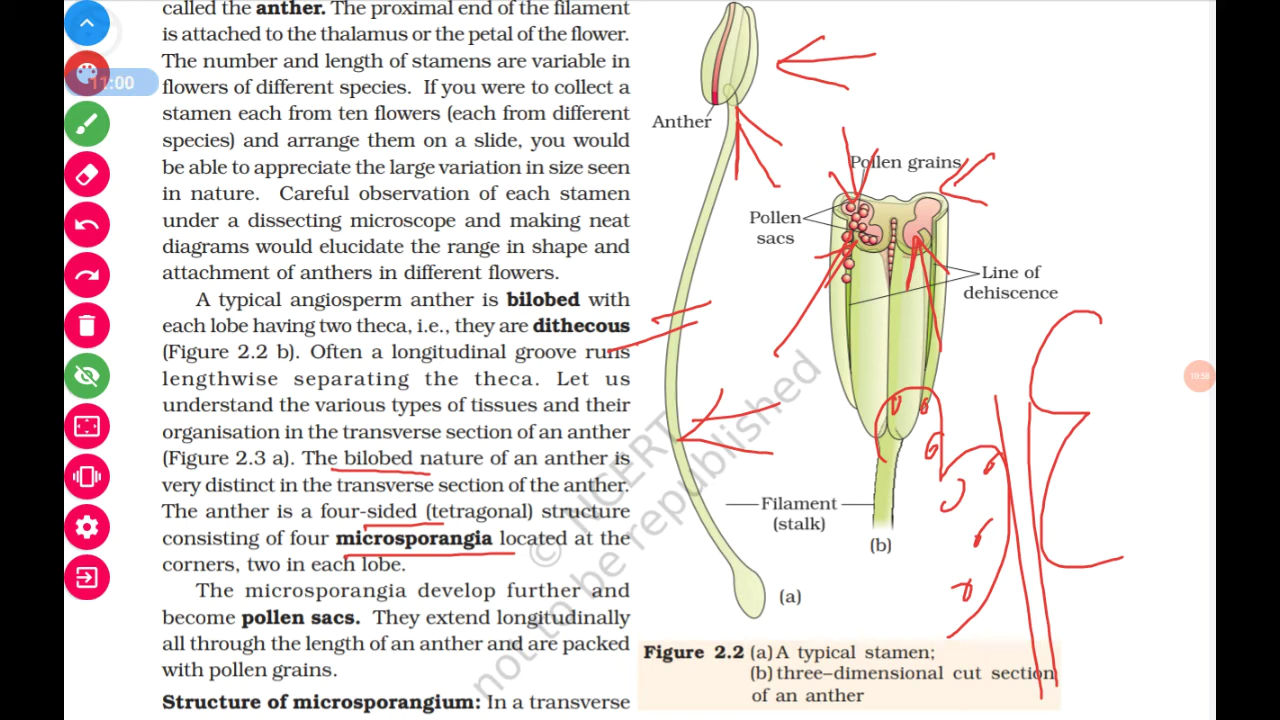 called the anther. The proximal end of the filament
is attached to the thalamus or the petal of the flower.
The number and length of stamens are variable in
flowers of different species. If you were to collect a
stamen each from ten flowers (each from different
species) and arrange them on a slide, you would
be able to appreciate the large variation in size seen
in nature. Careful observation of each stamen
under a dissecting microscope and making neat
diagrams would elucidate the range in shape and
attachment of anthers in different flowers.
A typical angiosperm anther is bilobed with
each lobe having two theca, i.e., they are dithecous
(Figure 2.2 b). Often a longitudinal groove runs
lengthwise separating the theca. Let us
understand the various types of tissues and their
organisation in the transverse section of an anther
(Figure 2.3 a). The bilobed nature of an anther is
very distinct in the transverse section of the anther.
The anther is a four-sided (tetragonal) structure
consisting of four microsporangia located at the
corners, two in each lobe.
The microsporangia develop further and
become pollen sacs. They extend longitudinally
all through the length of an anther and are packed
with pollen grains.
Structure of microsporangium: In a transverse
11:00
Anther
Pollen grains
Pollen
sacs
Line of
dehiscence
Filament
(stalk)
(b)
(a)
© NCERT
not to be republished
Figure 2.2 (a) A typical stamen;
(b) three–dimensional cut section
of an anther
10:58